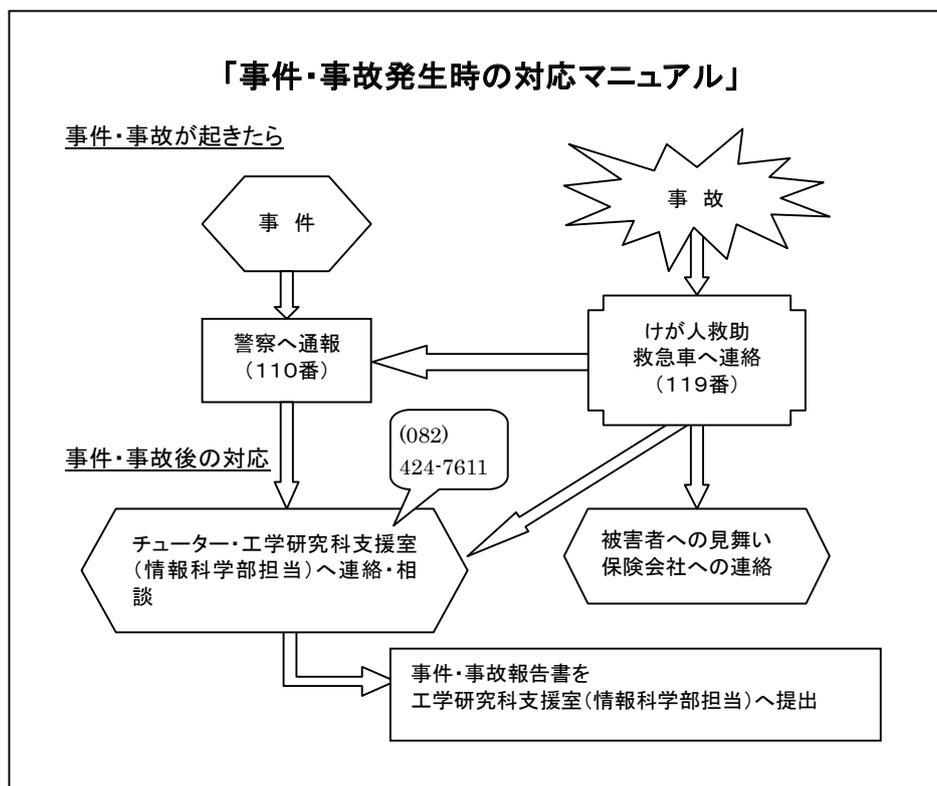 「事件・事故発生時の対応マニュアル」
事件・事故が起きたら
事 件
事 故
警察へ通報
(110番)
けが人救助
救急車へ連絡
(119番)
(082)
424-7611
事件・事故後の対応
チューター・工学研究科支援室
(情報科学部担当)へ連絡・相
談
被害者への見舞い
保険会社への連絡
事件・事故報告書を
工学研究科支援室(情報科学部担当)へ提出